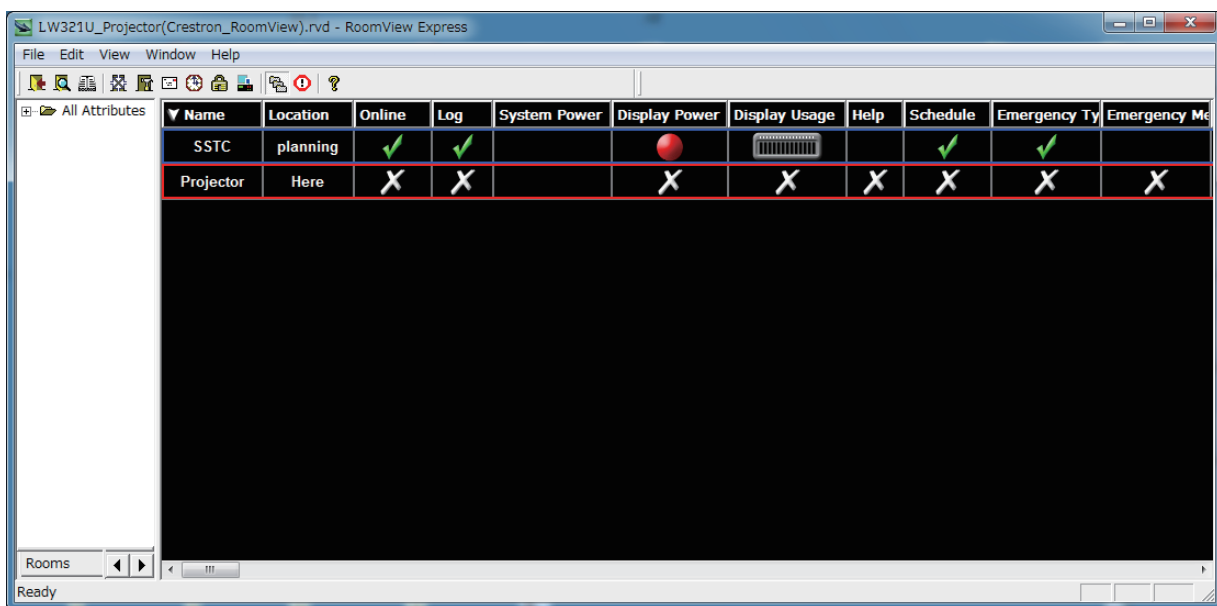 LW321U_Projector(Crestron_RoomView).rvd - RoomView Express
File Edit View Window Help
All Attributes
Name Location Online Log System Power Display Power Display Usage Help Schedule Emergency Ty Emergency Me
SSTC planning
Projector Here
Rooms
Ready